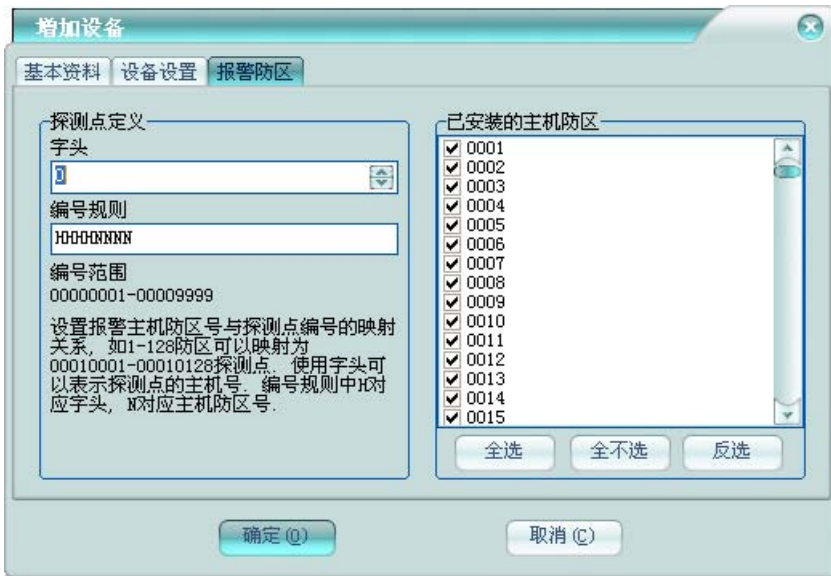 增加设备
基本资料 设备设置 报警防区
探测点定义
字头
0
编号规则
HHHHNNNN
编号范围
00000001-00009999
设置报警主机防区号与探测点编号的映射
关系, 如1-128防区可以映射为
00010001-00010128探测点. 使用字头可
以表示探测点的主机号. 编号规则中H对
应字头, N对应主机防区号.
已安装的主机防区
0001
0002
0003
0004
0005
0006
0007
0008
0009
0010
0011
0012
0013
0014
0015
全选 全不选 反选
确定(O) 取消(C)